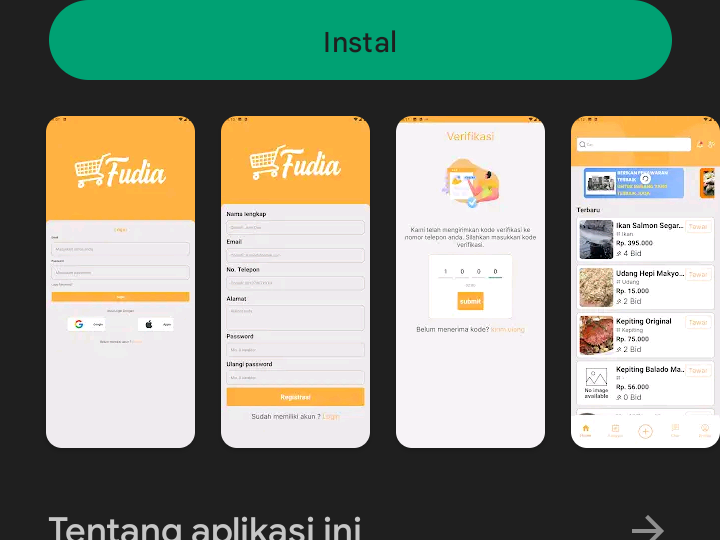 Instal
Fudia
Login
Fudia
Nama lengkap
Email
No. Telepon
Alamat
Password
Ulangi password
Registrasi
Sudah memiliki akun ? Login
Verifikasi
Kami telah mengirimkan kode verifikasi ke
nomor telepon anda, Silahkan masukkan kode
verifikasi.
1 0 0 0
submit
Belum menerima kode? kirim ulang
Terbaru
Ikan Salmon Segar... Tawar
Ikan
Rp. 395.000
4 Bid
Udang Hepi Makyo... Tawar
Udang
Rp. 15.000
2 Bid
Kepiting Original Tawar
Kepiting
Rp. 75.000
2 Bid
Kepiting Balado Ma... Tawar
No image
available
Rp. 56.000
0 Bid
Tentang aplikasi ini